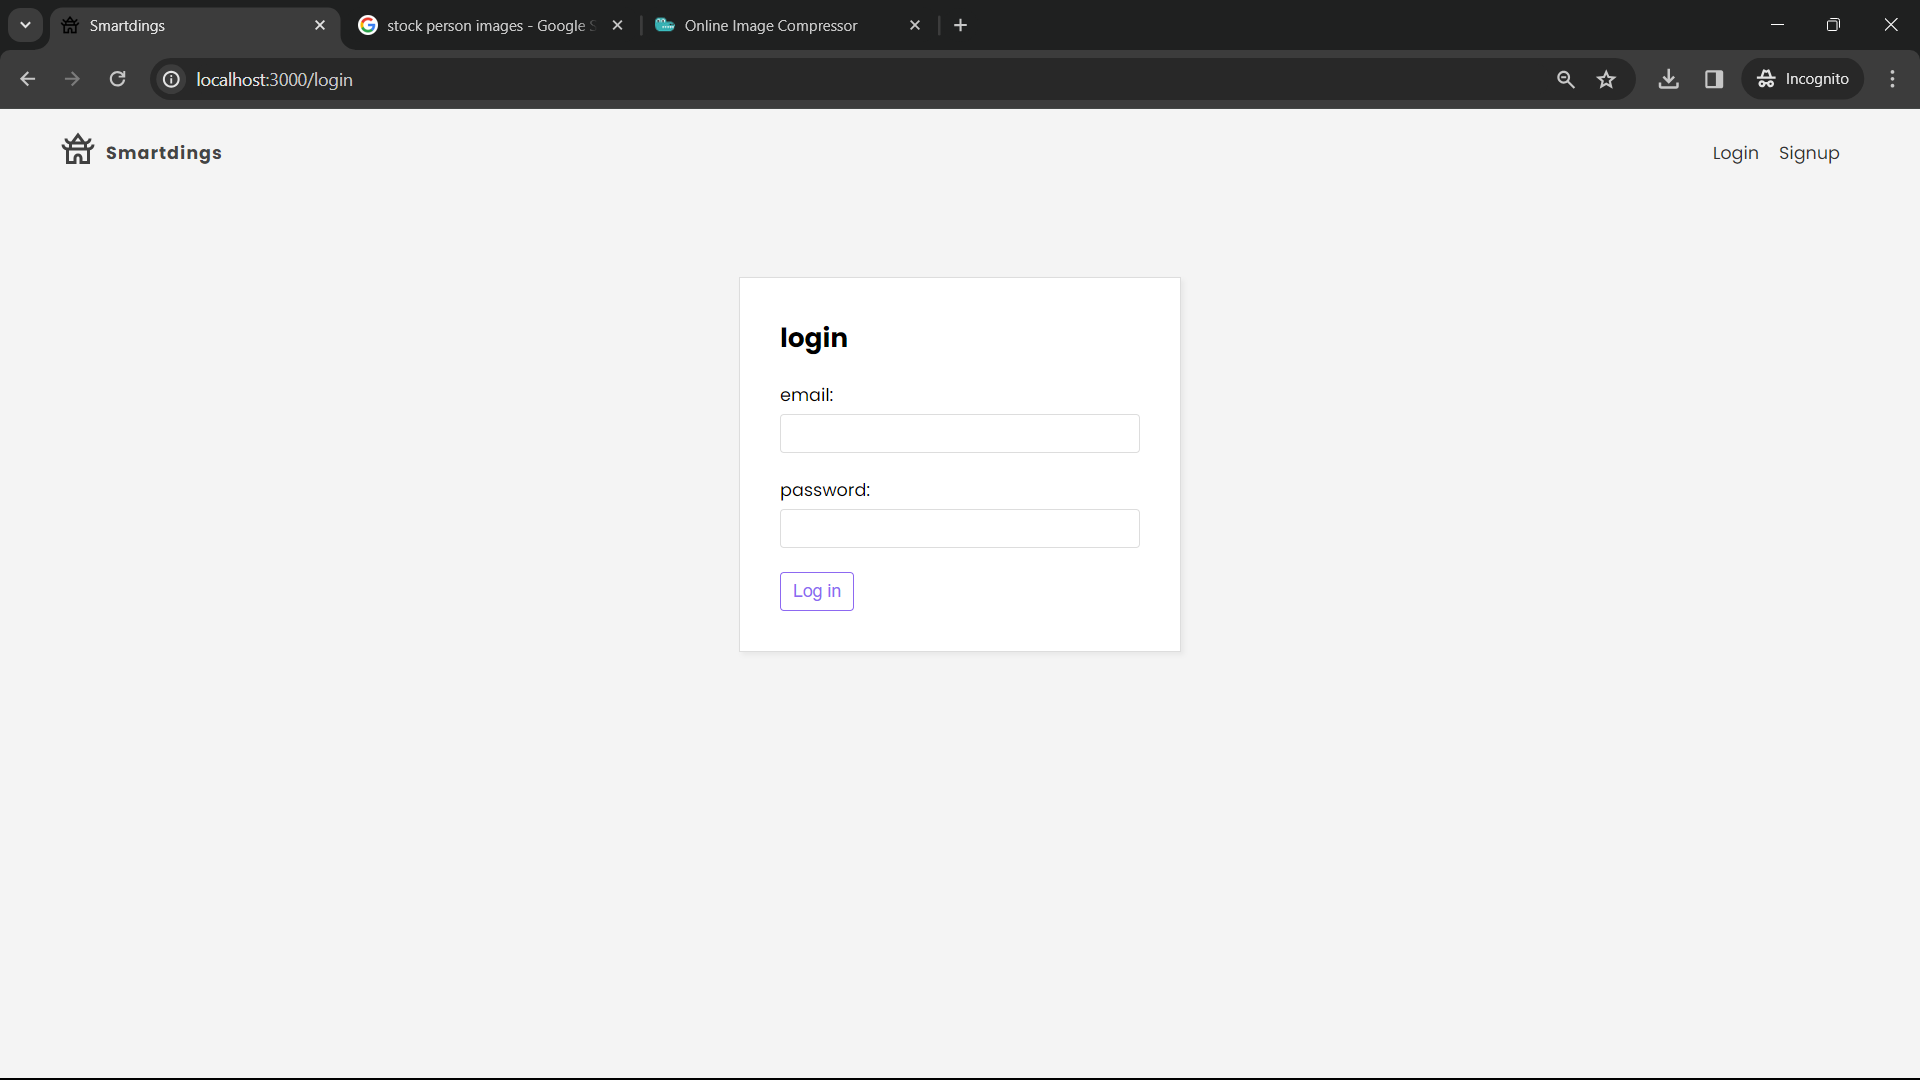 Smartdings
stock person images - Google S
Online Image Compressor
localhost:3000/login
Incognito
Smartdings
Login
Signup
login
email:
password:
Log in